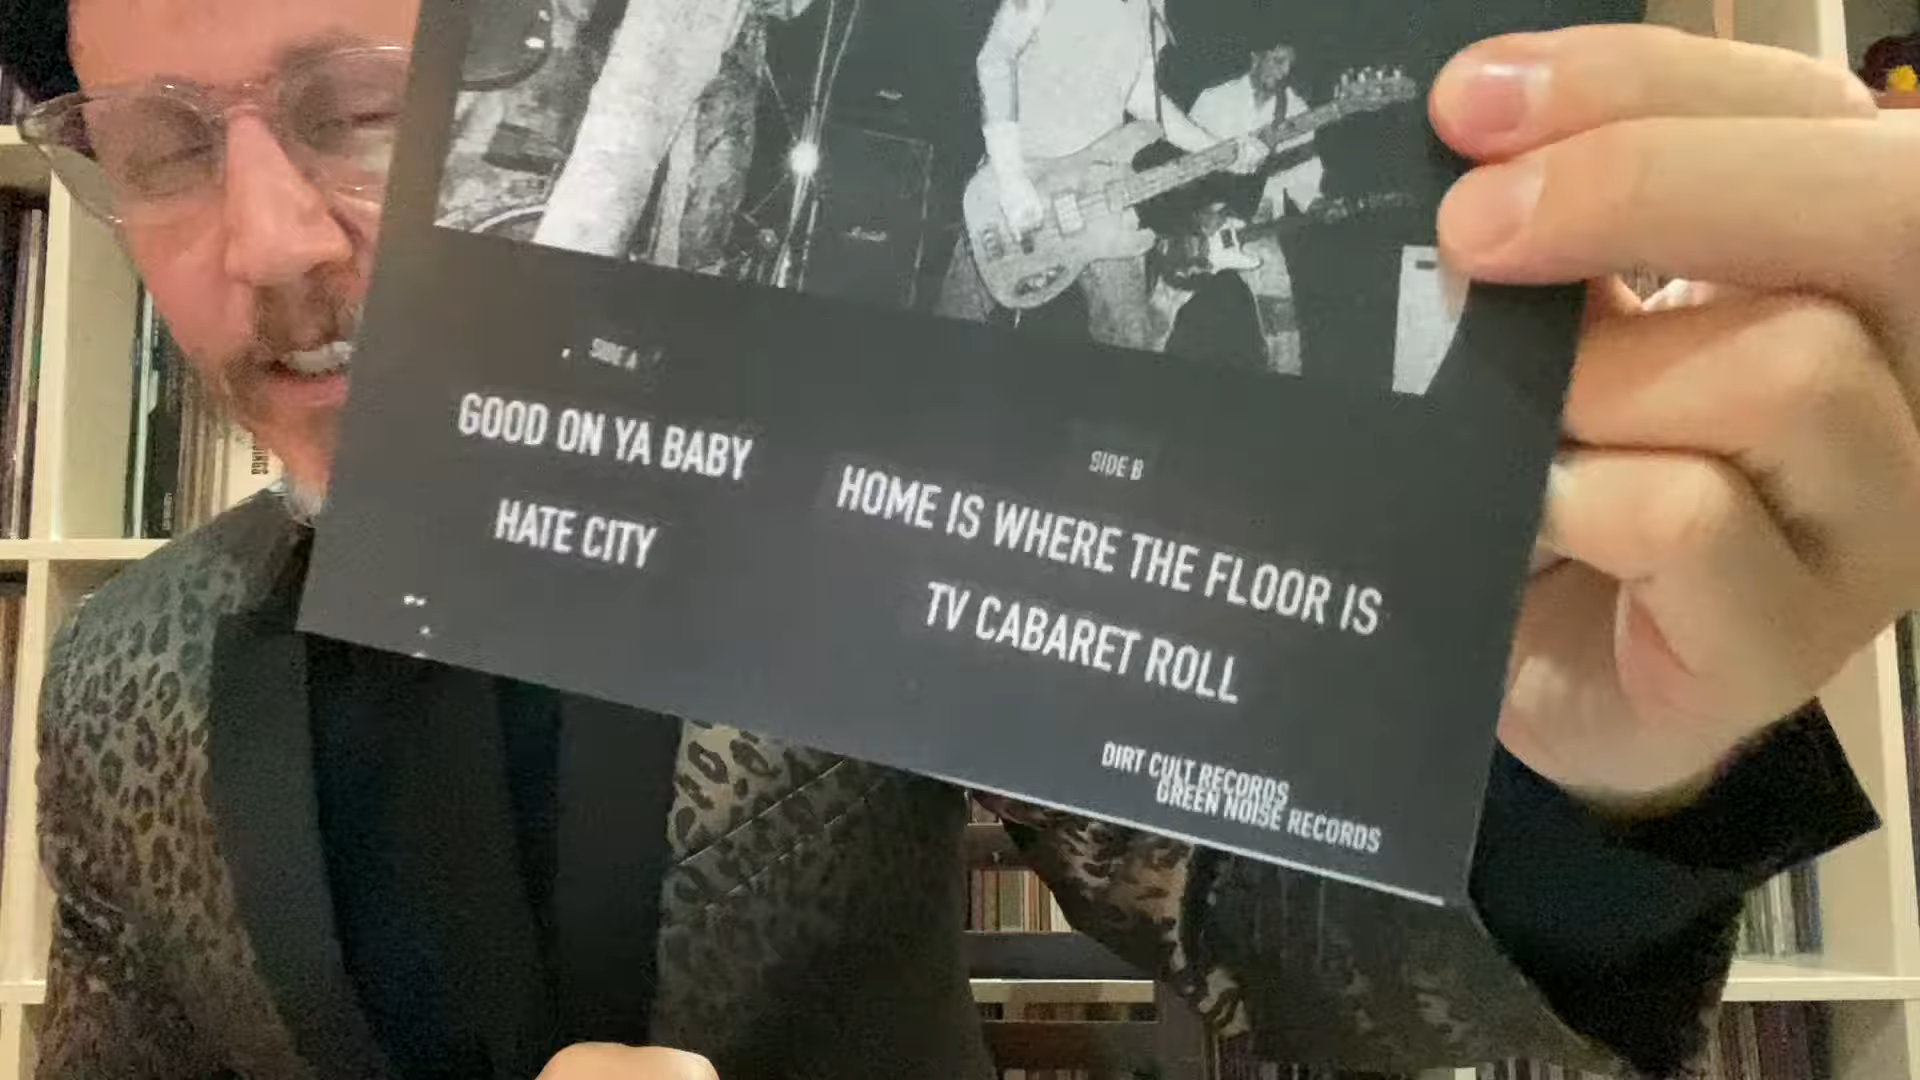 SIDE A
GOOD ON YA BABY
HATE CITY
SIDE B
HOME IS WHERE THE FLOOR IS
TV CABARET ROLL
DIRT CULT RECORDS
GREEN NOISE RECORDS